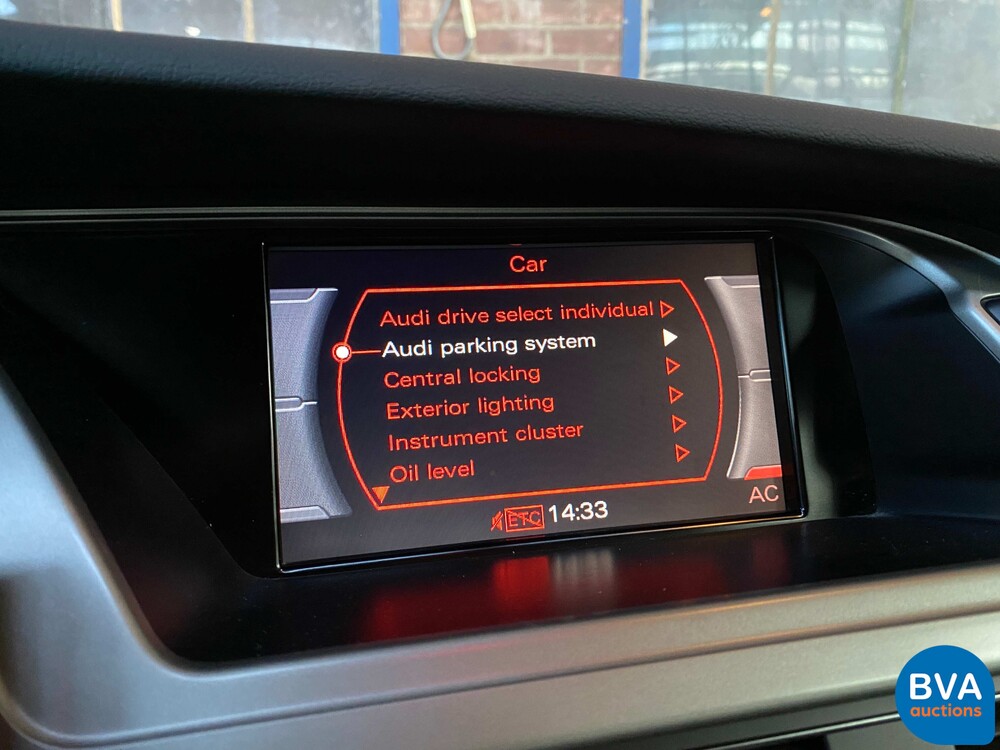 Car
Audi drive select individual
Audi parking system
Central locking
Exterior lighting
Instrument cluster
Oil level
ETC 14:33
AC
BVA
auctions